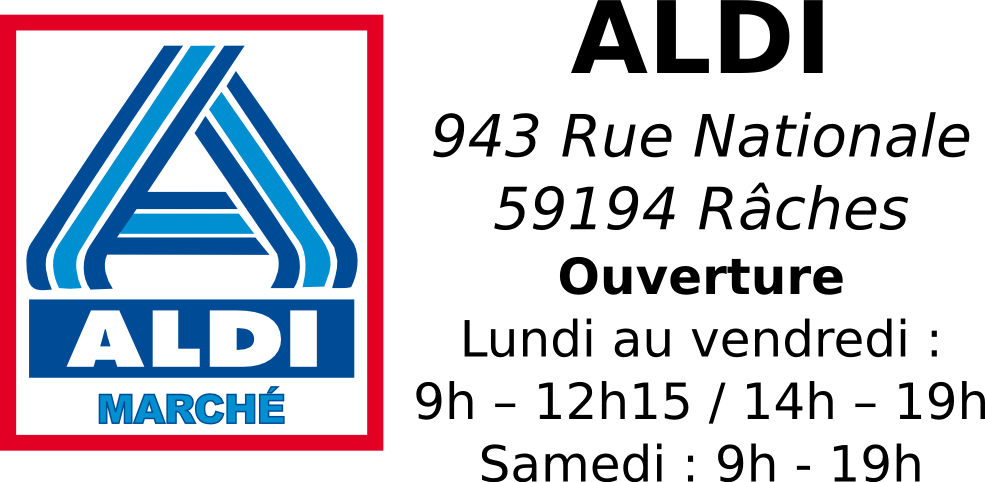 ALDI
MARCHÉ
ALDI
943 Rue Nationale
59194 Râches
Ouverture
Lundi au vendredi :
9h – 12h15 / 14h – 19h
Samedi : 9h - 19h